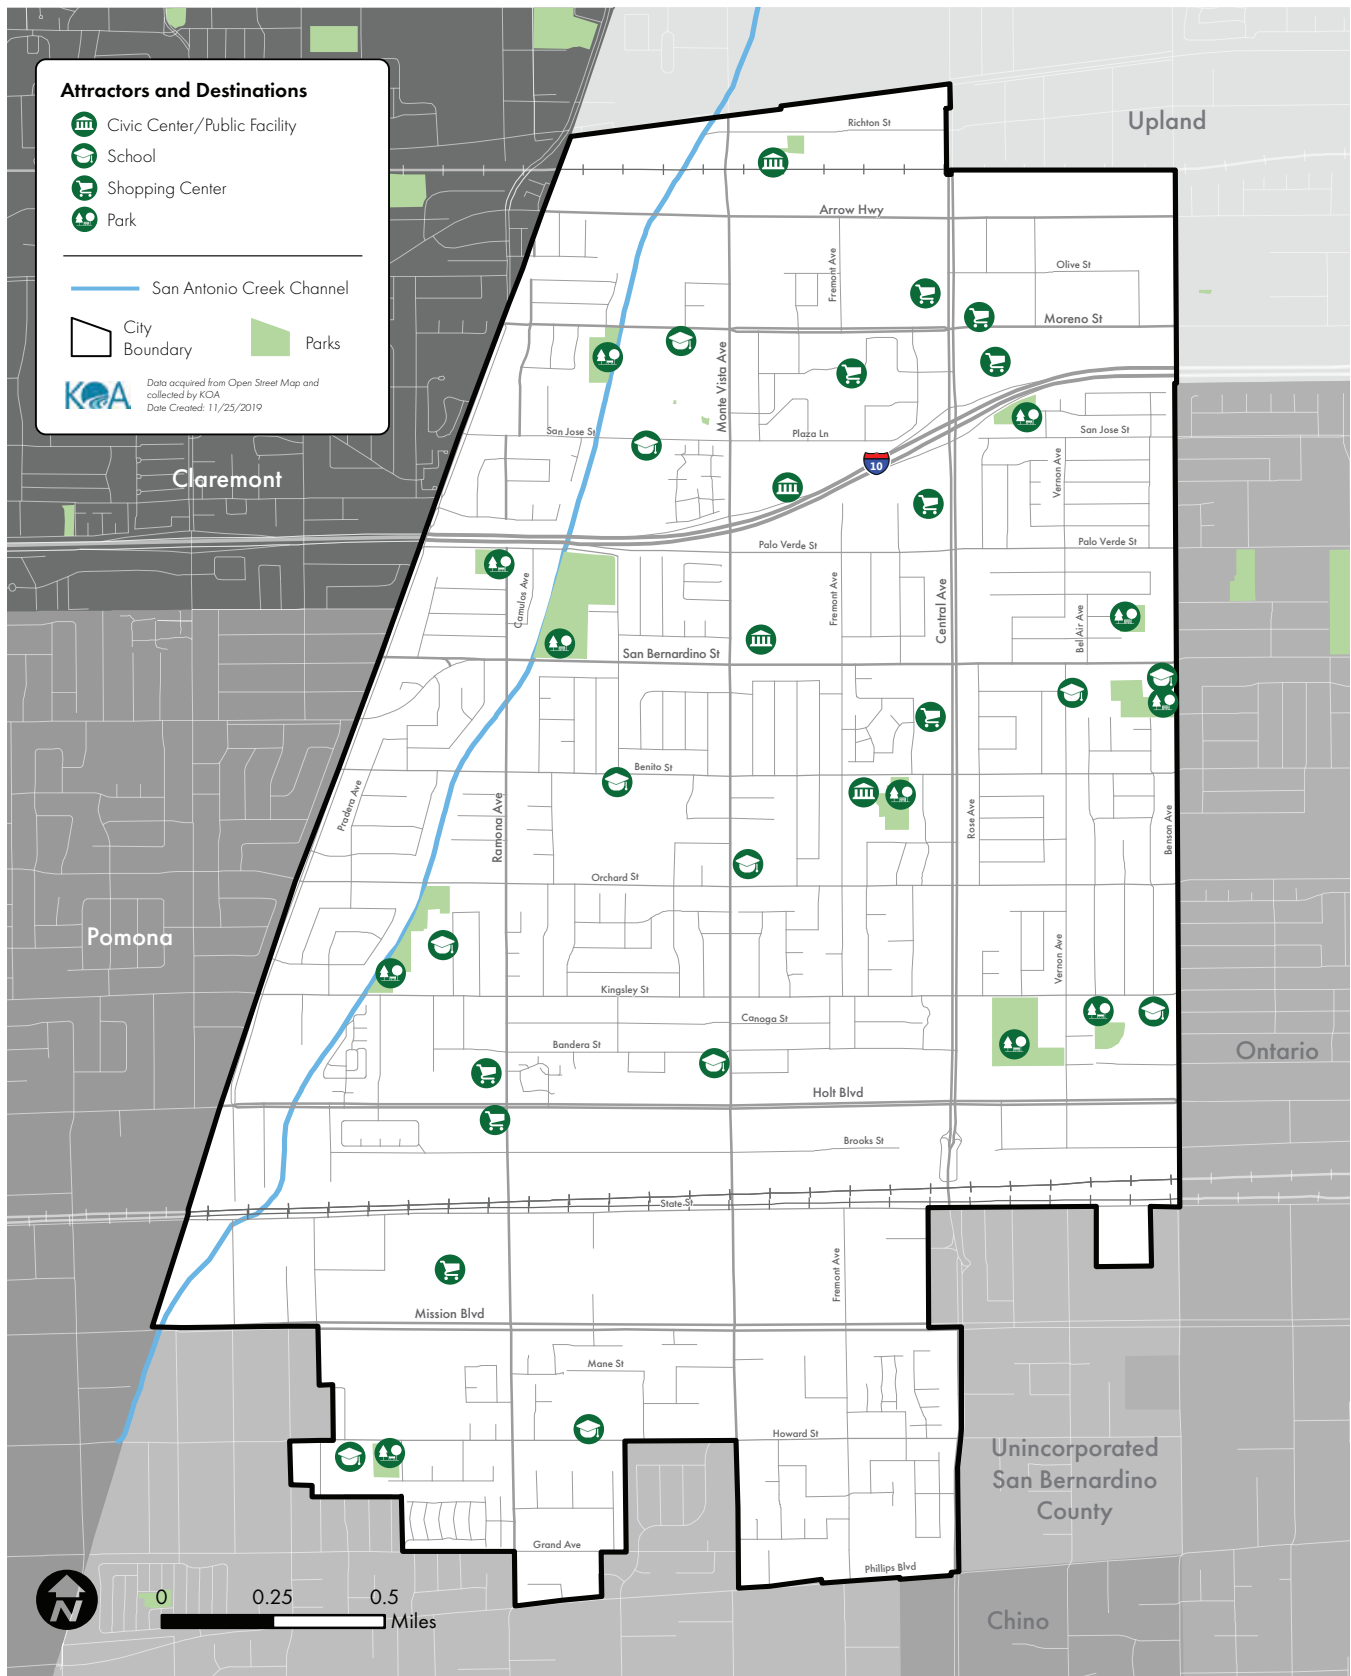 Attractors and Destinations
Civic Center/Public Facility
School
Shopping Center
Park
San Antonio Creek Channel
City
Boundary
Parks
KOA
Data acquired from Open Street Map and
collected by KOA
Date Created: 11/25/2019
Upland
Richton St
Arrow Hwy
Fremont Ave
Olive St
Moreno St
Monte Vista Ave
San Jose St
Plaza Ln
San Jose St
Vernon Ave
10
Claremont
Palo Verde St
Palo Verde St
Camulos Ave
Fremont Ave
Central Ave
Bel Air Ave
San Bernardino St
Benito St
Pradera Ave
Ramona Ave
Rose Ave
Benson Ave
Orchard St
Pomona
Vernon Ave
Kingsley St
Canoga St
Bandera St
Ontario
Holt Blvd
Brooks St
State St
Fremont Ave
Mission Blvd
Mane St
Howard St
Unincorporated
San Bernardino
County
Grand Ave
Phillips Blvd
N
0
0.25
0.5
Miles
Chino